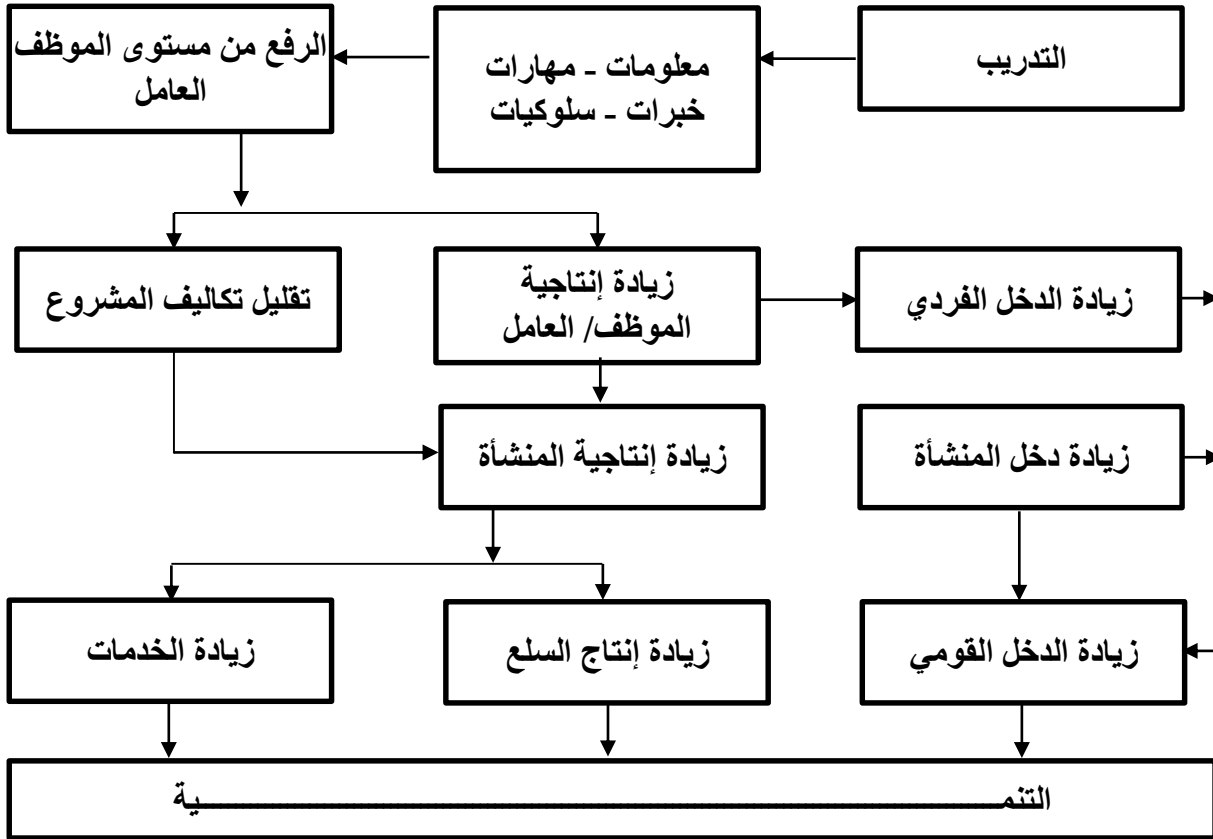 التدريب
معلومات - مهارات
خبرات - سلوكيات
الرفع من مستوى الموظف
العامل
زيادة الدخل الفردي
زيادة إنتاجية
الموظف/ العامل
تقليل تكاليف المشروع
زيادة دخل المنشأة
زيادة إنتاجية المنشأة
زيادة الدخل القومي
زيادة إنتاج السلع
زيادة الخدمات
التنمـــــــــــــــــــــــــــــــــــــــــــــــــــية